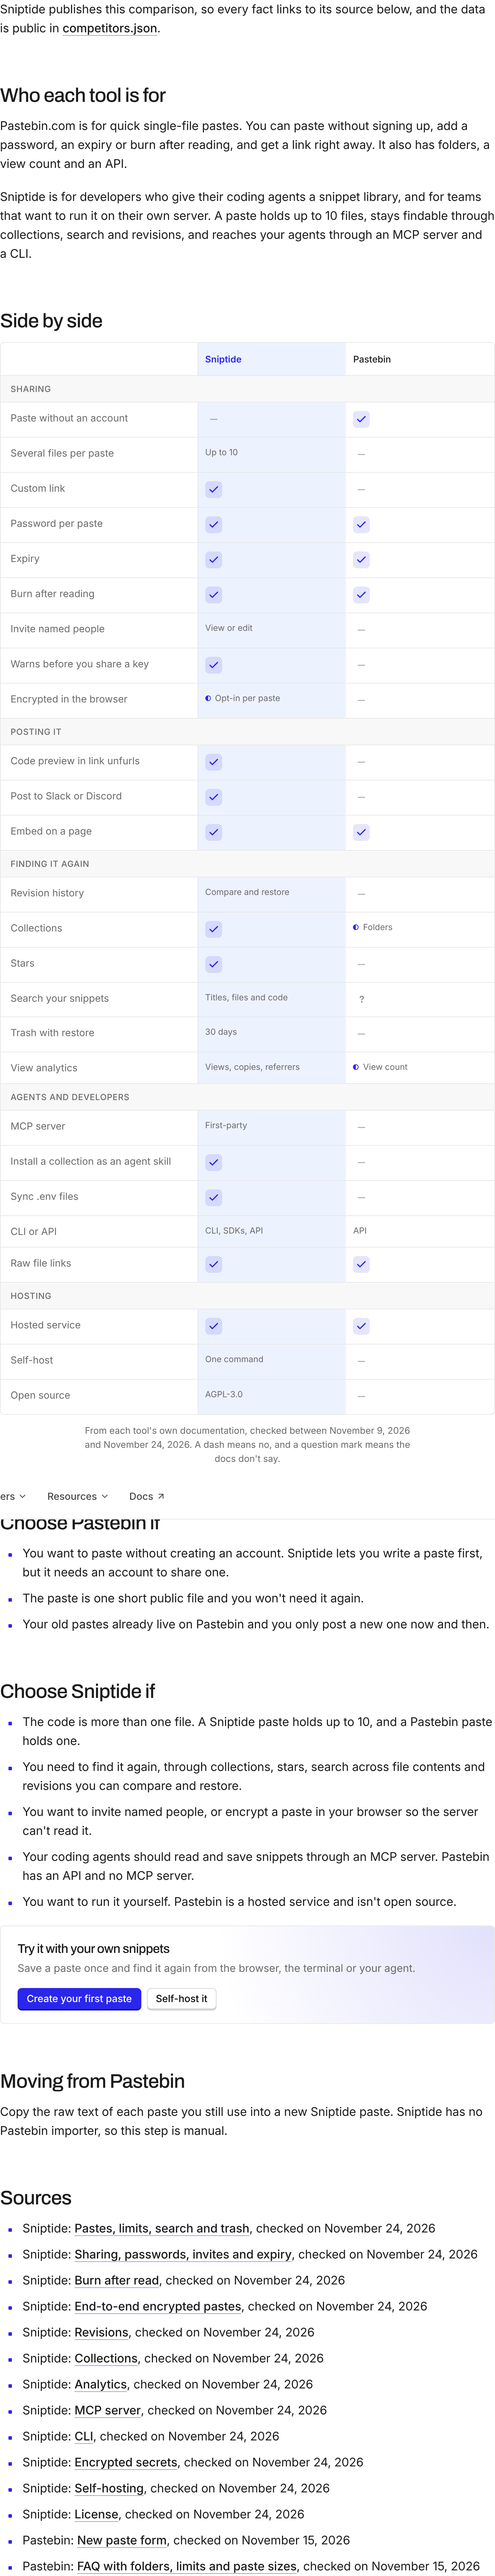 Sniptide publishes this comparison, so every fact links to its source below, and the data
is public in competitors.json.
Who each tool is for
Pastebin.com is for quick single-file pastes. You can paste without signing up, add a
password, an expiry or burn after reading, and get a link right away. It also has folders, a
view count and an API.
Sniptide is for developers who give their coding agents a snippet library, and for teams
that want to run it on their own server. A paste holds up to 10 files, stays findable through
collections, search and revisions, and reaches your agents through an MCP server and
a CLI.
Side by side
Sniptide Pastebin
SHARING
Paste without an account —
Several files per paste Up to 10 —
Custom link —
Password per paste
Expiry
Burn after reading
Invite named people View or edit —
Warns before you share a key —
Encrypted in the browser Opt-in per paste —
POSTING IT
Code preview in link unfurls —
Post to Slack or Discord —
Embed on a page
FINDING IT AGAIN
Revision history Compare and restore —
Collections Folders
Stars —
Search your snippets Titles, files and code ?
Trash with restore 30 days —
View analytics Views, copies, referrers View count
AGENTS AND DEVELOPERS
MCP server First-party —
Install a collection as an agent skill —
Sync .env files —
CLI or API CLI, SDKs, API API
Raw file links
HOSTING
Hosted service
Self-host One command —
Open source AGPL-3.0 —
From each tool's own documentation, checked between November 9, 2026
and November 24, 2026. A dash means no, and a question mark means the
docs don't say.
ers Resources Docs
Choose Pastebin if
You want to paste without creating an account. Sniptide lets you write a paste first,
but it needs an account to share one.
The paste is one short public file and you won't need it again.
Your old pastes already live on Pastebin and you only post a new one now and then.
Choose Sniptide if
The code is more than one file. A Sniptide paste holds up to 10, and a Pastebin paste
holds one.
You need to find it again, through collections, stars, search across file contents and
revisions you can compare and restore.
You want to invite named people, or encrypt a paste in your browser so the server
can't read it.
Your coding agents should read and save snippets through an MCP server. Pastebin
has an API and no MCP server.
You want to run it yourself. Pastebin is a hosted service and isn't open source.
Try it with your own snippets
Save a paste once and find it again from the browser, the terminal or your agent.
Create your first paste Self-host it
Moving from Pastebin
Copy the raw text of each paste you still use into a new Sniptide paste. Sniptide has no
Pastebin importer, so this step is manual.
Sources
Sniptide: Pastes, limits, search and trash, checked on November 24, 2026
Sniptide: Sharing, passwords, invites and expiry, checked on November 24, 2026
Sniptide: Burn after read, checked on November 24, 2026
Sniptide: End-to-end encrypted pastes, checked on November 24, 2026
Sniptide: Revisions, checked on November 24, 2026
Sniptide: Collections, checked on November 24, 2026
Sniptide: Analytics, checked on November 24, 2026
Sniptide: MCP server, checked on November 24, 2026
Sniptide: CLI, checked on November 24, 2026
Sniptide: Encrypted secrets, checked on November 24, 2026
Sniptide: Self-hosting, checked on November 24, 2026
Sniptide: License, checked on November 24, 2026
Pastebin: New paste form, checked on November 15, 2026
Pastebin: FAQ with folders, limits and paste sizes, checked on November 15, 2026